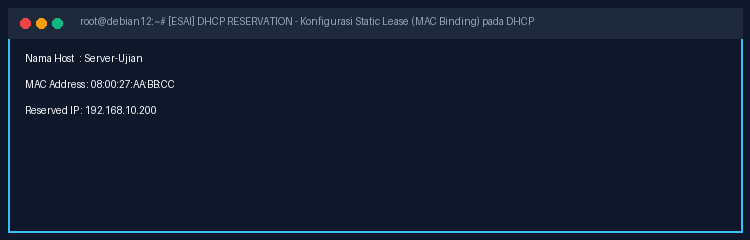 root@debian12:~# [ESAI] DHCP RESERVATION - Konfigurasi Static Lease (MAC Binding) pada DHCP
Nama Host  : Server-Ujian
MAC Address: 08:00:27:AA:BB:CC
Reserved IP: 192.168.10.200